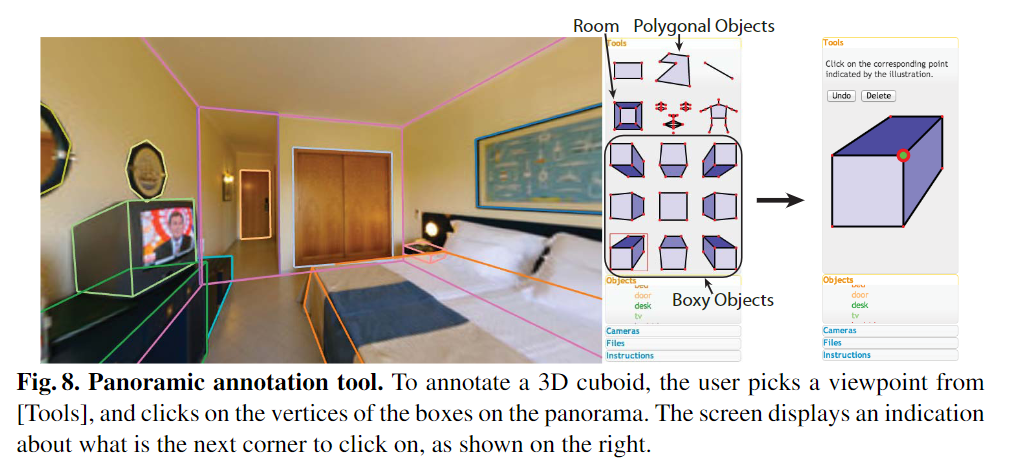 Room Polygonal Objects
Tools
Boxy Objects
Objects
door
desk
tv
Cameras
Files
Instructions
Tools
Click on the corresponding point
indicated by the illustration.
Undo Delete
Objects
door
desk
tv
Cameras
Files
Instructions
Fig. 8. Panoramic annotation tool. To annotate a 3D cuboid, the user picks a viewpoint from
[Tools], and clicks on the vertices of the boxes on the panorama. The screen displays an indication
about what is the next corner to click on, as shown on the right.